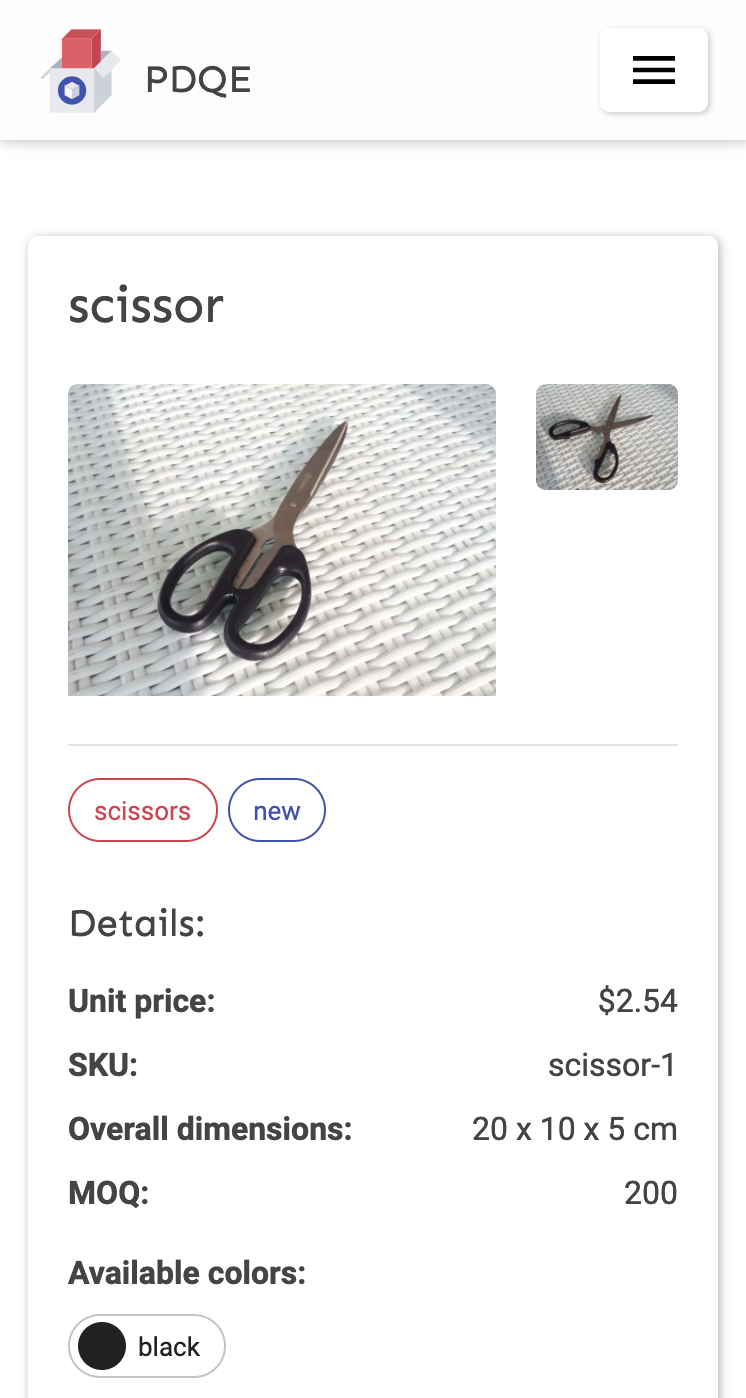 PDQE
scissor
scissors new
Details:
Unit price: $2.54
SKU: scissor-1
Overall dimensions: 20 x 10 x 5 cm
MOQ: 200
Available colors:
black